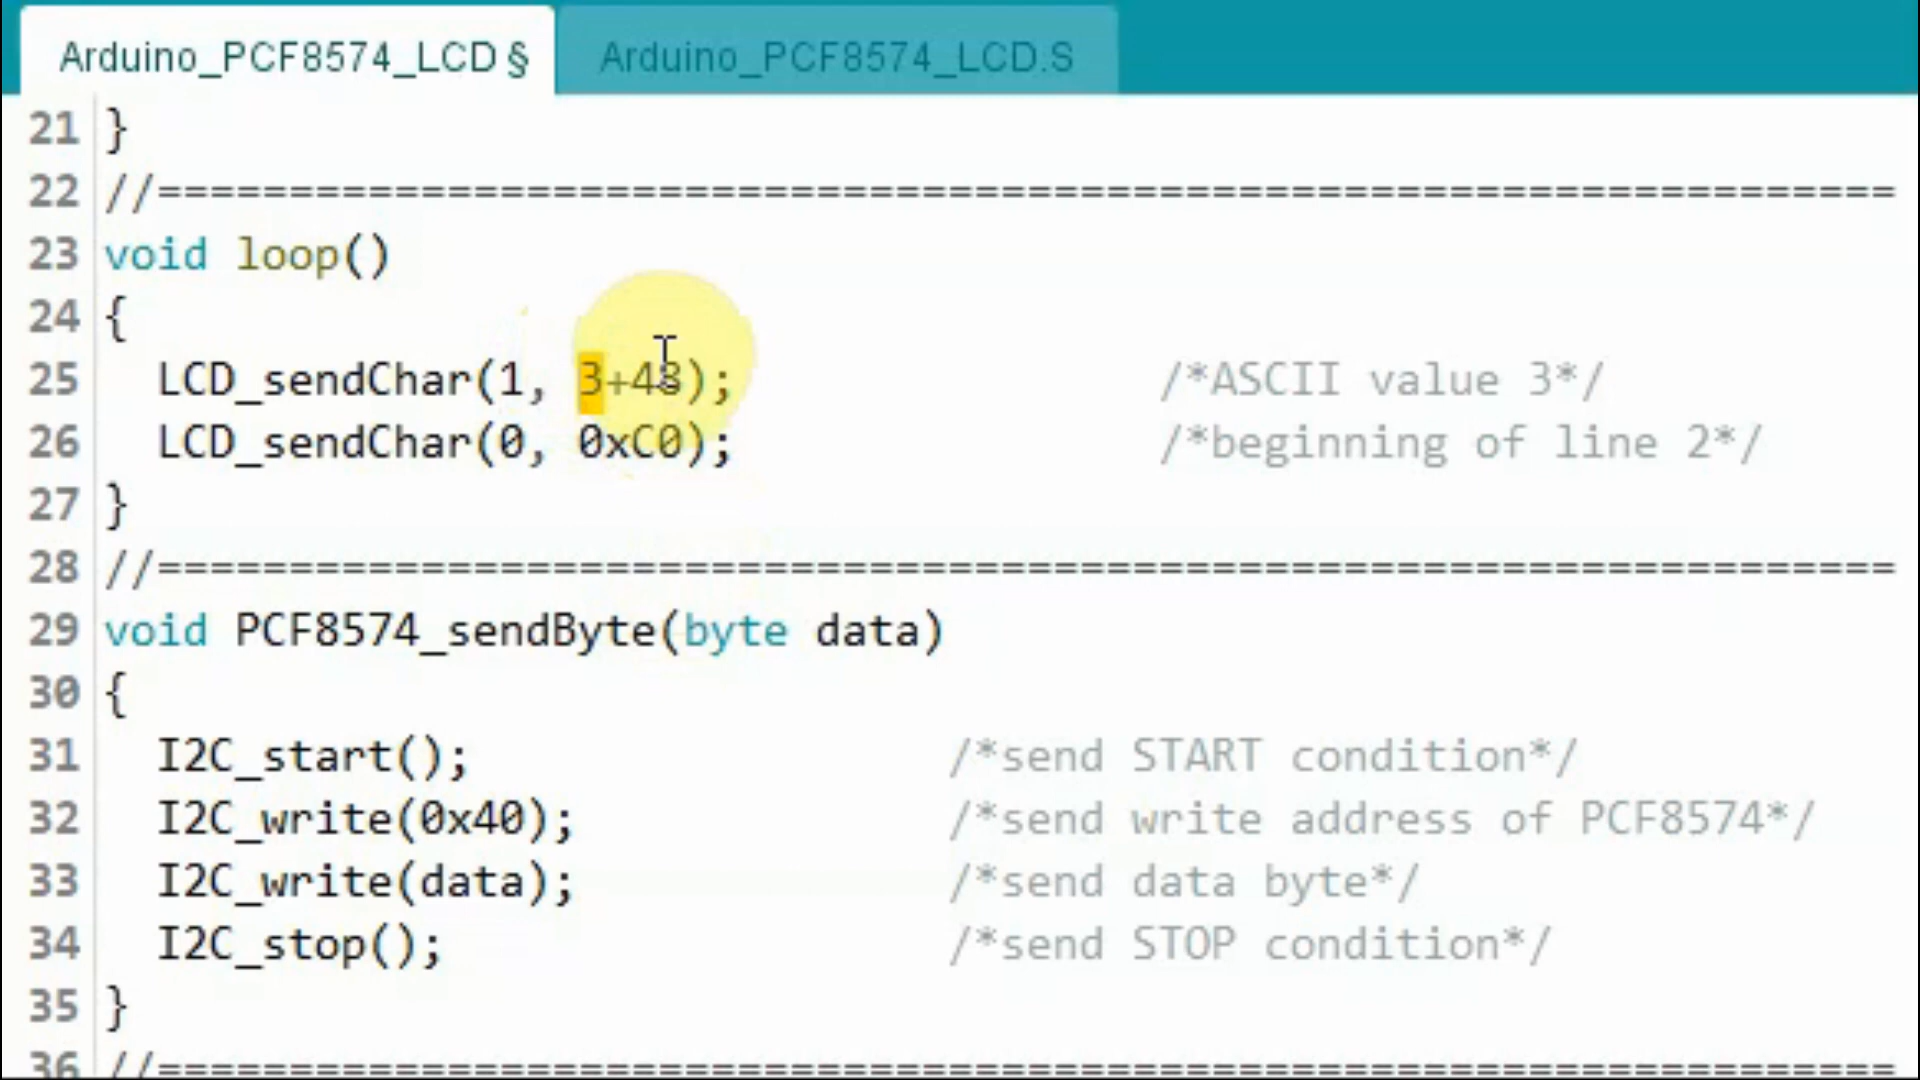 Arduino_PCF8574_LCD § Arduino_PCF8574_LCD.S
21 }
22 //==================================================================
23 void loop()
24 {
25 LCD_sendChar(1, 3+48); /*ASCII value 3*/
26 LCD_sendChar(0, 0xC0); /*beginning of line 2*/
27 }
28 //==================================================================
29 void PCF8574_sendByte(byte data)
30 {
31 I2C_start(); /*send START condition*/
32 I2C_write(0x40); /*send write address of PCF8574*/
33 I2C_write(data); /*send data byte*/
34 I2C_stop(); /*send STOP condition*/
35 }
36 //==================================================================